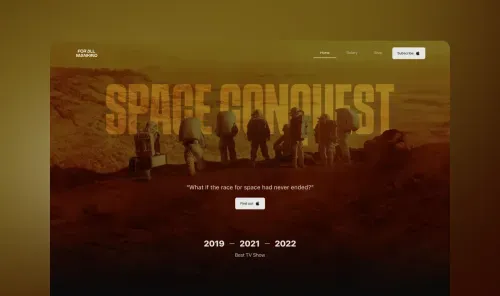 FOR ALL
MANKIND
Home
Gallery
Blog
Subscribe
SPACE CONQUEST
"What if the race for space had never ended?"
Find out
2019 — 2021 — 2022
Best TV Show